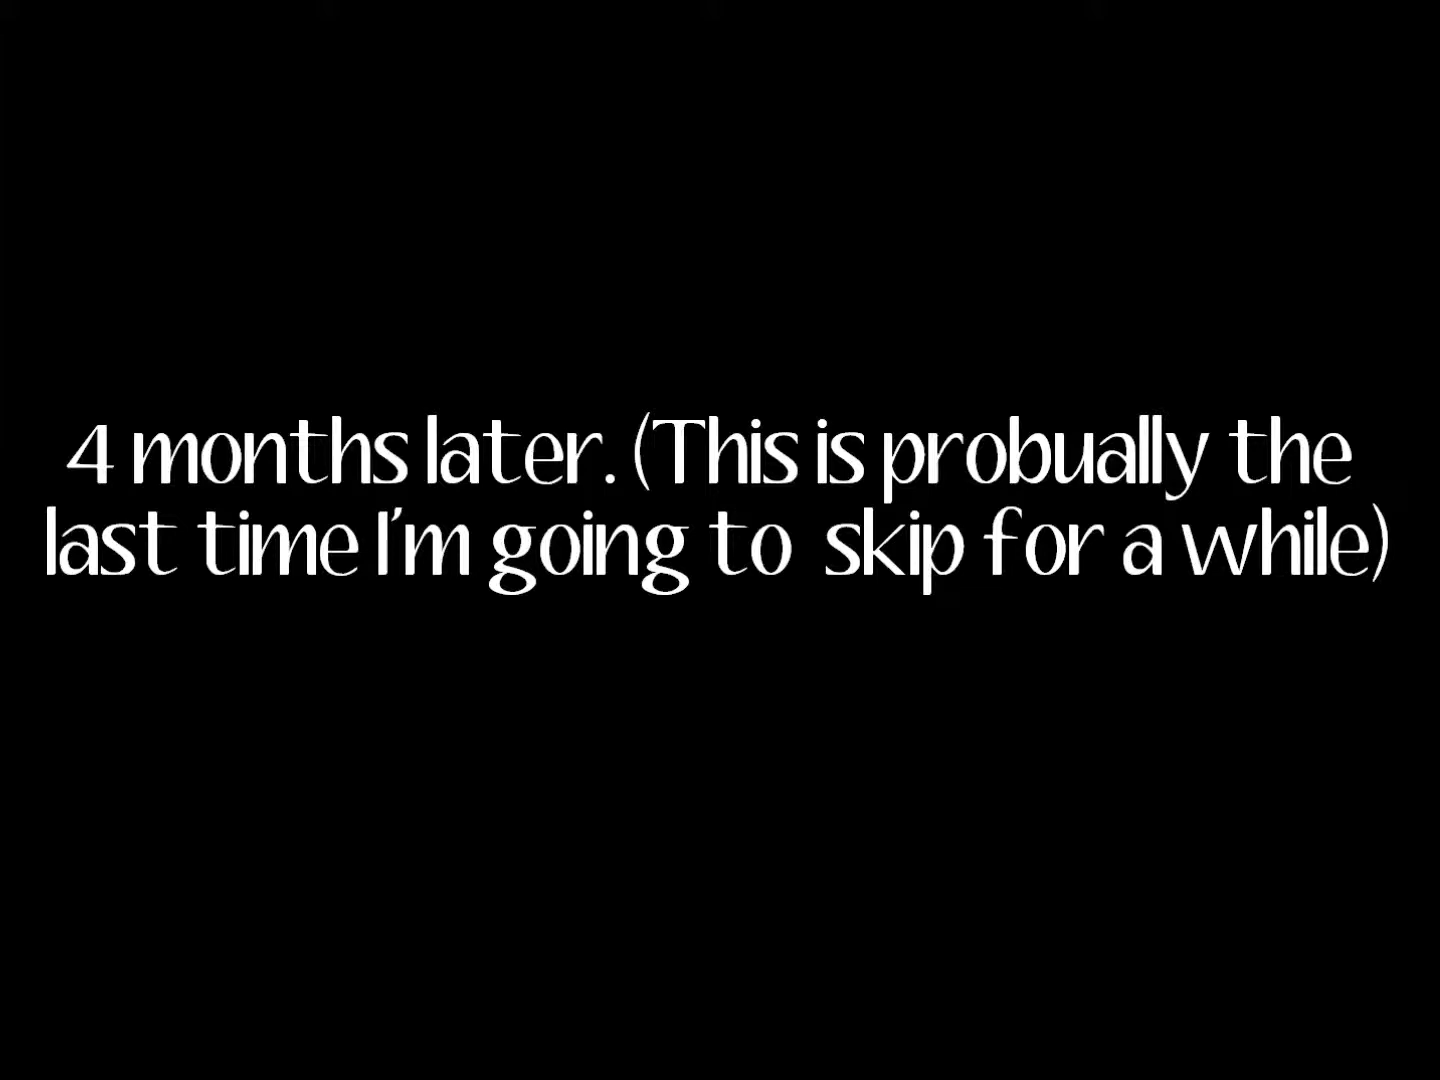 4 months later. (This is probually the
last time I'm going to skip for a while)